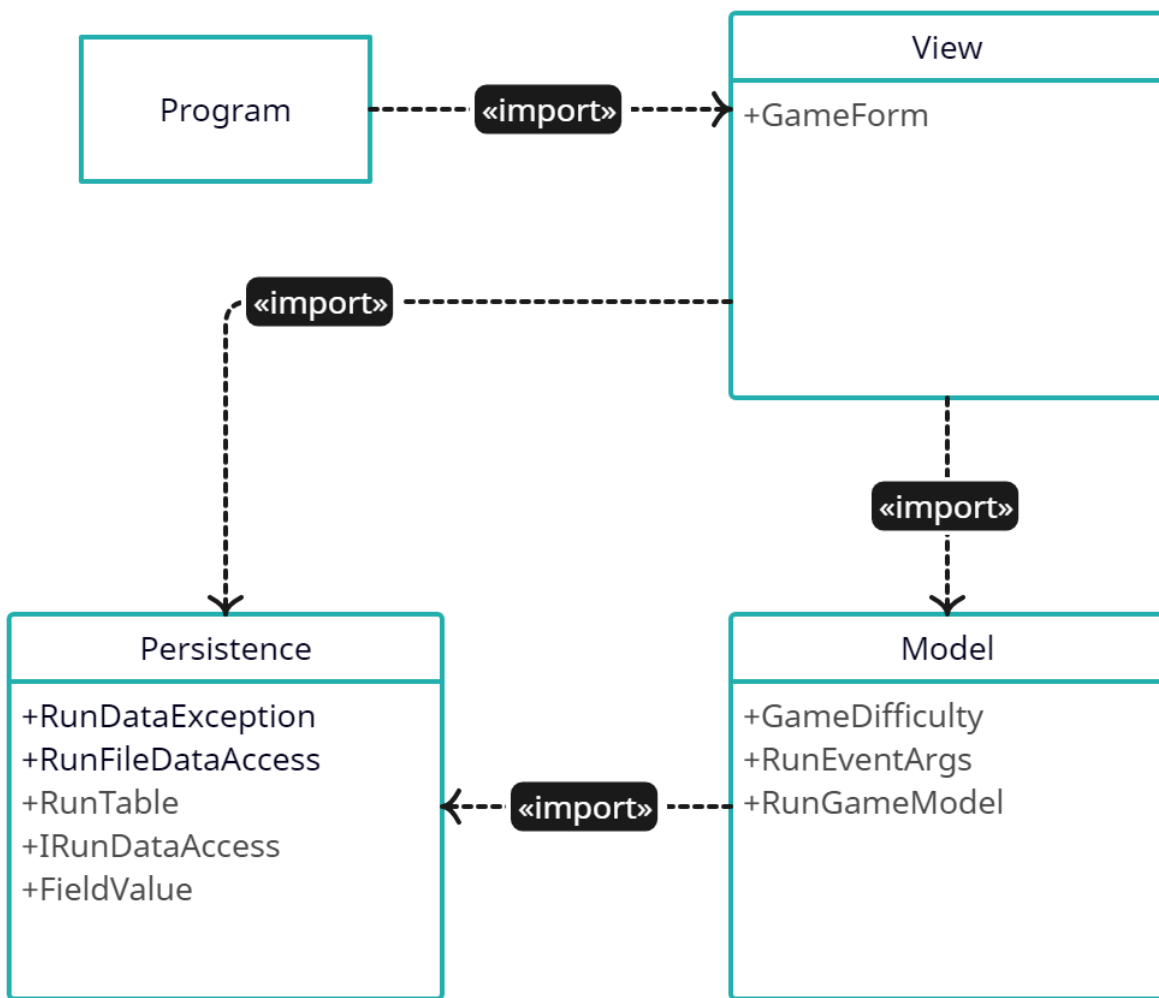 Program
«import»
View
+GameForm
«import»
«import»
Persistence
+RunDataException
+RunFileDataAccess
+RunTable
+IRunDataAccess
+FieldValue
«import»
Model
+GameDifficulty
+RunEventArgs
+RunGameModel